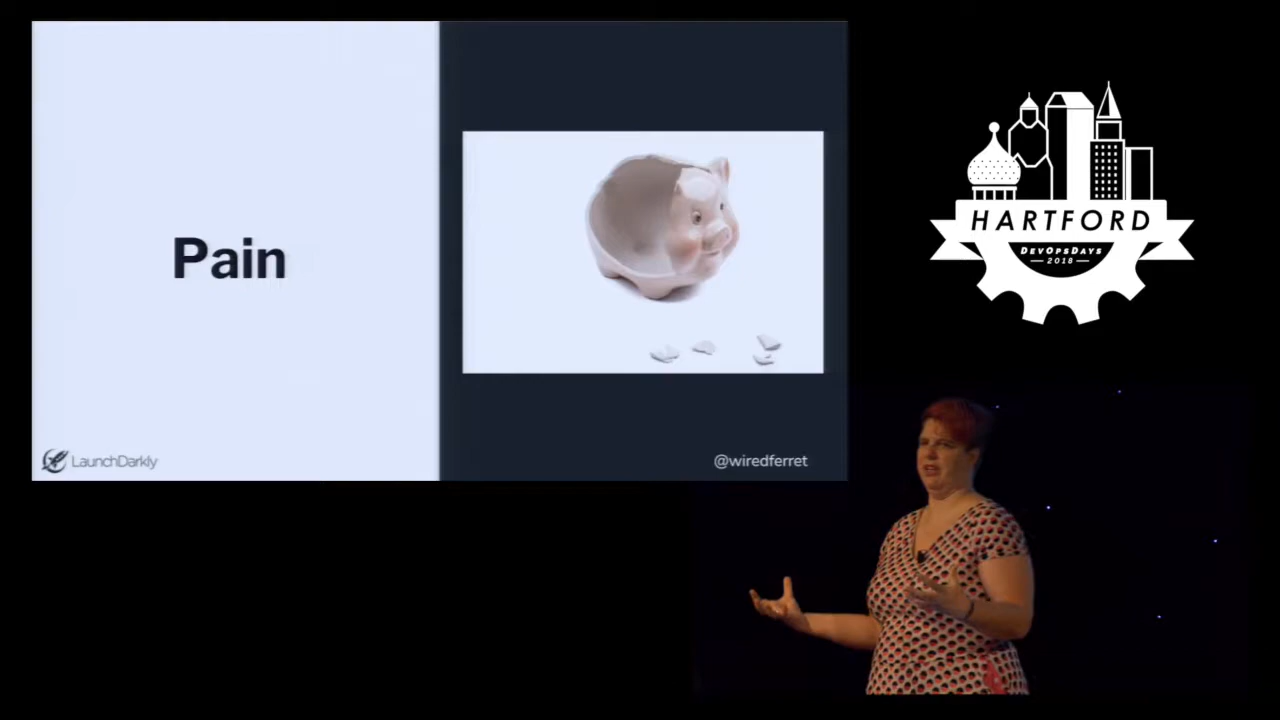 Pain
LaunchDarkly
@wiredferret
HARTFORD
DevOpsDays
2018